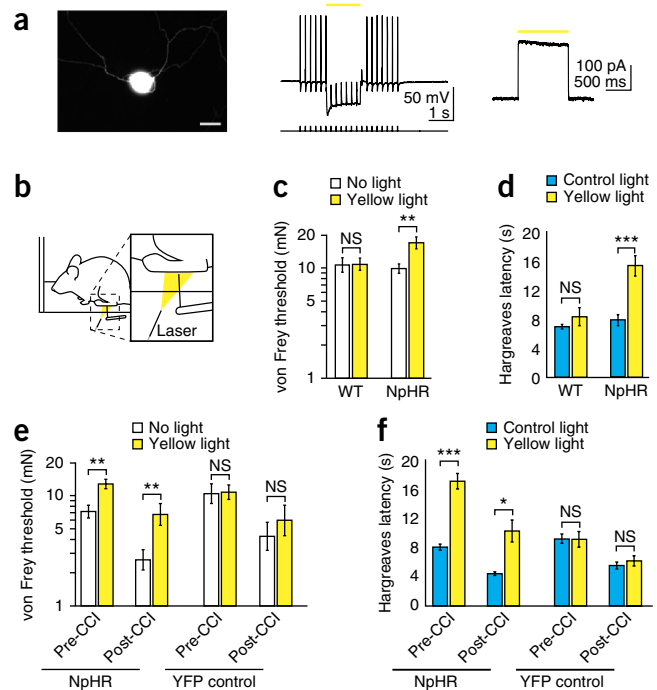 a
50 mV
1 s
100 pA
500 ms
b
Laser
c
No light
Yellow light
von Frey threshold (mN)
20
10
5
1
NS
**
WT
NpHR
d
Control light
Yellow light
Hargreaves latency (s)
20
16
12
8
4
0
NS
***
WT
NpHR
e
No light
Yellow light
von Frey threshold (mN)
20
10
5
1
**
**
NS
NS
Pre-CCI
Post-CCI
Pre-CCI
Post-CCI
NpHR
YFP control
f
Control light
Yellow light
Hargreaves latency (s)
20
16
12
8
4
0
***
*
NS
NS
Pre-CCI
Post-CCI
Pre-CCI
Post-CCI
NpHR
YFP control